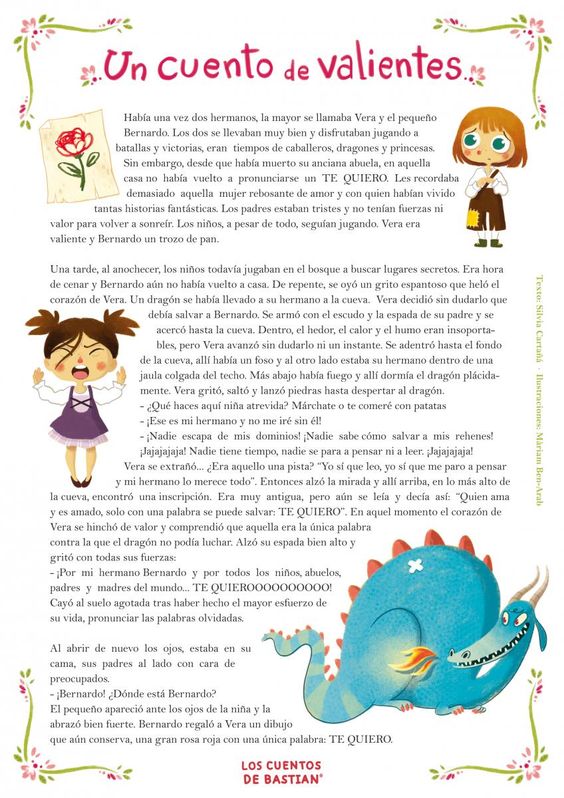 Un cuento de valientes
Había una vez dos hermanos, la mayor se llamaba Vera y el pequeño
Bernardo. Los dos se llevaban muy bien y disfrutaban jugando a
batallas y victorias, eran tiempos de caballeros, dragones y princesas.
Sin embargo, desde que había muerto su anciana abuela, en aquella
casa no había vuelto a pronunciarse un TE QUIERO. Les recordaba
demasiado aquella mujer rebosante de amor y con quien habían vivido
tantas historias fantásticas. Los padres estaban tristes y no tenían fuerzas ni
valor para volver a sonreír. Los niños, a pesar de todo, seguían jugando. Vera era
valiente y Bernardo un trozo de pan.
Una tarde, al anochecer, los niños todavía jugaban en el bosque a buscar lugares secretos. Era hora
de cenar y Bernardo aún no había vuelto a casa. De repente, se oyó un grito espantoso que heló el
corazón de Vera. Un dragón se había llevado a su hermano a la cueva. Vera decidió sin dudarlo que
debía salvar a Bernardo. Se armó con el escudo y la espada de su padre y se
acercó hasta la cueva. Dentro, el hedor, el calor y el humo eran insoporta-
bles, pero Vera avanzó sin dudarlo ni un instante. Se adentró hasta el fondo
de la cueva, allí había un foso y al otro lado estaba su hermano dentro de una
jaula colgada del techo. Más abajo había fuego y allí dormía el dragón plácida-
mente. Vera gritó, saltó y lanzó piedras hasta despertar al dragón.
- ¿Qué haces aquí niña atrevida? Márchate o te comeré con patatas
- ¡Ese es mi hermano y no me iré sin él!
- ¡Nadie escapa de mis dominios! ¡Nadie sabe cómo salvar a mis rehenes!
¡Jajajajaja! Nadie tiene tiempo, nadie se para a pensar ni a leer. ¡Jajajajaja!
Vera se extrañó... ¿Era aquello una pista? “Yo sí que leo, yo sí que me paro a pensar
y mi hermano lo merece todo”. Entonces alzó la mirada y allí arriba, en lo más alto de
la cueva, encontró una inscripción. Era muy antigua, pero aún se leía y decía así: “Quien ama
y es amado, solo con una palabra se puede salvar: TE QUIERO”. En aquel momento el corazón de
Vera se hinchó de valor y comprendió que aquella era la única palabra
contra la que el dragón no podía luchar. Alzó su espada bien alto y
gritó con todas sus fuerzas:
- ¡Por mi hermano Bernardo y por todos los niños, abuelos,
padres y madres del mundo... TE QUIEROOOOOOOOOO!
Cayó al suelo agotada tras haber hecho el mayor esfuerzo de
su vida, pronunciar las palabras olvidadas.
Al abrir de nuevo los ojos, estaba en su
cama, sus padres al lado con cara de
preocupados.
- ¡Bernardo! ¿Dónde está Bernardo?
El pequeño apareció ante los ojos de la niña y la
abrazó bien fuerte. Bernardo regaló a Vera un dibujo
que aún conserva, una gran rosa roja con una única palabra: TE QUIERO.
Texto: Silvia Cartañá · Ilustraciones: Màriam Ben-Arab
LOS CUENTOS
DE BASTIAN®